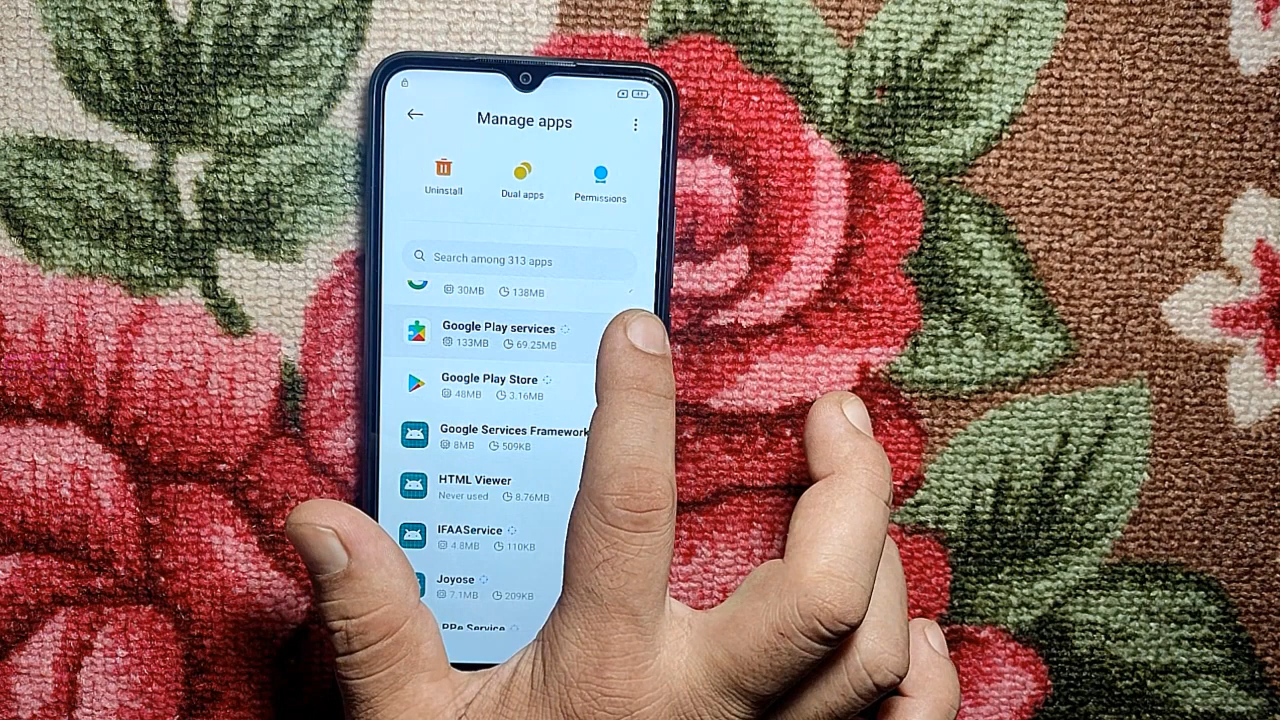 Manage apps
Uninstall
Dual apps
Permissions
Search among 313 apps
30MB 138MB
Google Play services
133MB 69.25MB
Google Play Store
48MB 3.16MB
Google Services Framework
8MB 509KB
HTML Viewer
Never used 8.76MB
IFAAService
4.8MB 110KB
Joyose
7.1MB 209KB
Service